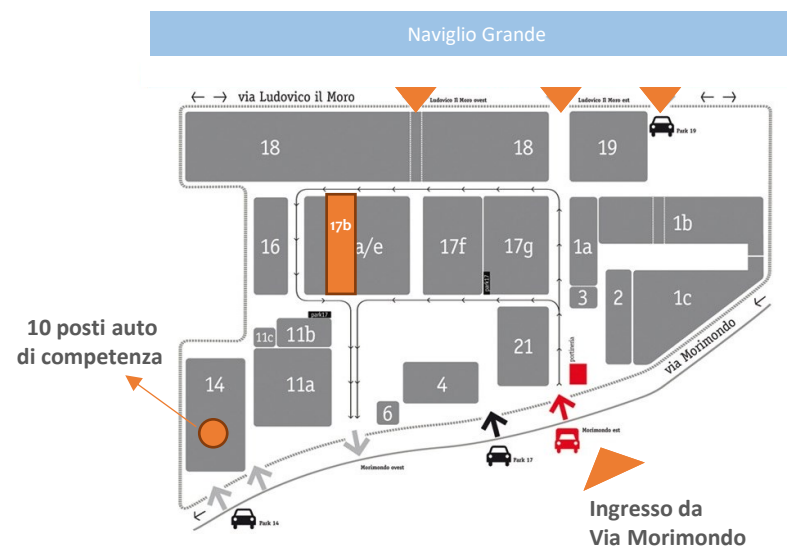 Naviglio Grande
← → via Ludovico il Moro
Ludovico Il Moro ovest
Ludovico Il Moro est
← →
Park 19
18
18
19
16
17b
a/e
17f
17g
1a
1b
park17
3
2
1c
park17
11c
11b
21
via Morimondo
portineria
10 posti auto
di competenza
14
11a
4
6
Morimondo est
Morimondo ovest
Park 17
Park 14
Ingresso da
Via Morimondo